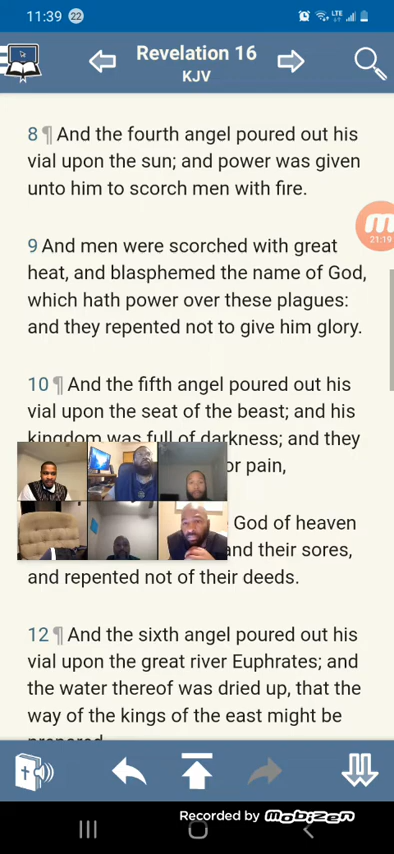 11:39 22 LTE
Revelation 16
KJV
8 ¶ And the fourth angel poured out his
vial upon the sun; and power was given
unto him to scorch men with fire.
m
21:19
9 And men were scorched with great
heat, and blasphemed the name of God,
which hath power over these plagues:
and they repented not to give him glory.
10 ¶ And the fifth angel poured out his
vial upon the seat of the beast; and his
kingdom was full of darkness; and they
or pain,
God of heaven
and their sores,
and repented not of their deeds.
12 ¶ And the sixth angel poured out his
vial upon the great river Euphrates; and
the water thereof was dried up, that the
way of the kings of the east might be
prepared
Recorded by mobizen